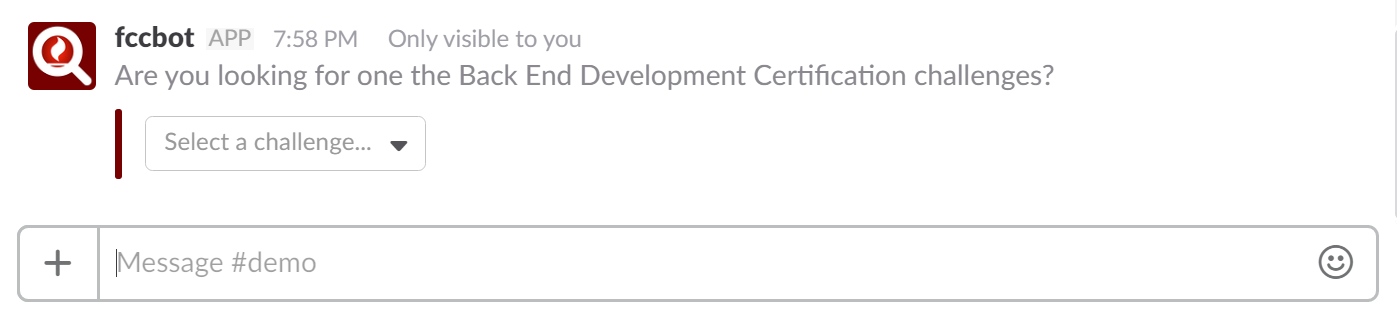 fccbot APP 7:58 PM Only visible to you
Are you looking for one the Back End Development Certification challenges?
Select a challenge...
Message #demo